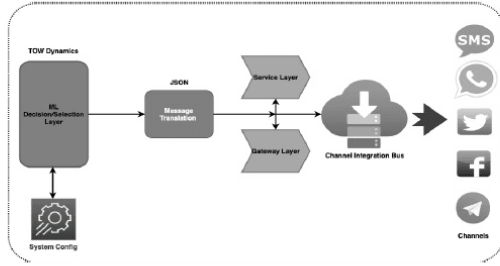 TOW Dynamics
ML
Decision/Selection
Layer
System Config
JSON
Message
Translation
Service Layer
Gateway Layer
Channel Integration Bus
SMS
Channels